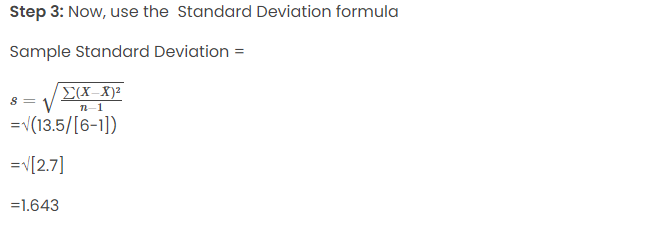 Step 3: Now, use the Standard Deviation formula
Sample Standard Deviation =
s = √(∑(X−X̄)²/n−1)
=√(13.5/[6-1])
=√[2.7]
=1.643